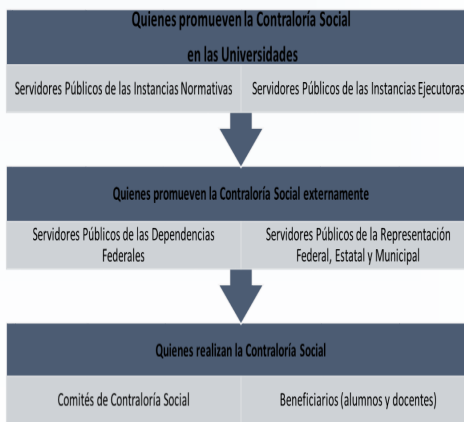 Quienes promueven la Contraloría Social
en las Universidades
Servidores Públicos de las Instancias Normativas
Servidores Públicos de las Instancias Ejecutoras
Quienes promueven la Contraloría Social externamente
Servidores Públicos de las Dependencias
Federales
Servidores Públicos de la Representación
Federal, Estatal y Municipal
Quienes realizan la Contraloría Social
Comités de Contraloría Social
Beneficiarios (alumnos y docentes)